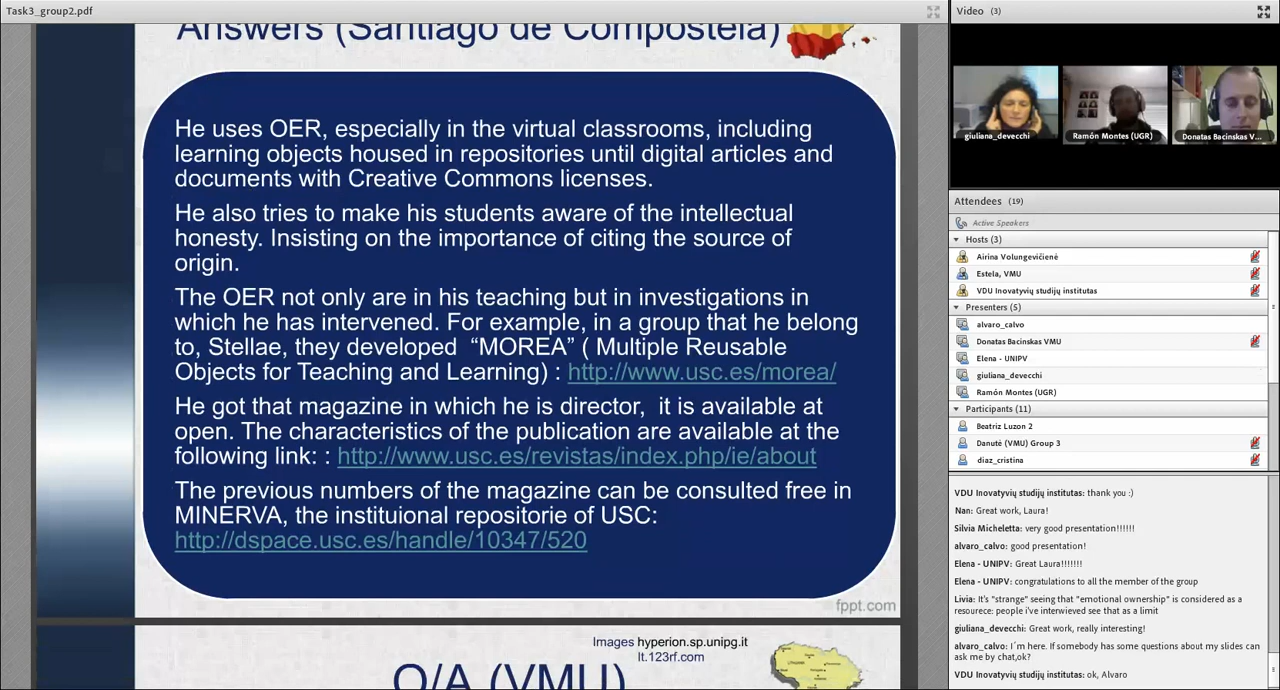 Task3_group2.pdf
Answers (Santiago de Compostela)
He uses OER, especially in the virtual classrooms, including
learning objects housed in repositories until digital articles and
documents with Creative Commons licenses.
He also tries to make his students aware of the intellectual
honesty. Insisting on the importance of citing the source of
origin.
The OER not only are in his teaching but in investigations in
which he has intervened. For example, in a group that he belong
to, Stellae, they developed “MOREA” ( Multiple Reusable
Objects for Teaching and Learning) : http://www.usc.es/morea/
He got that magazine in which he is director, it is available at
open. The characteristics of the publication are available at the
following link: : http://www.usc.es/revistas/index.php/ie/about
The previous numbers of the magazine can be consulted free in
MINERVA, the instituional repositorie of USC:
http://dspace.usc.es/handle/10347/520
fppt.com
Images hyperion.sp.unipg.it
lt.123rf.com
Q/A (VMU)
Video (3)
giuliana_devecchi
Ramón Montes (UGR)
Donatas Bacinskas V...
Attendees (19)
Active Speakers
Hosts (3)
Airina Volungevičienė
Estela, VMU
VDU Inovatyvių studijų institutas
Presenters (5)
alvaro_calvo
Donatas Bacinskas VMU
Elena - UNIPV
giuliana_devecchi
Ramón Montes (UGR)
Participants (11)
Beatriz Luzon 2
Danutė (VMU) Group 3
diaz_cristina
VDU Inovatyvių studijų institutas: thank you :)
Nan: Great work, Laura!
Silvia Micheletta: very good presentation!!!!!!
alvaro_calvo: good presentation!
Elena - UNIPV: Great Laura!!!!!!!
Elena - UNIPV: congratulations to all the member of the group
Livia: It's "strange" seeing that "emotional ownership" is considered as a
resourece: people i've interwieved see that as a limit
giuliana_devecchi: Great work, really interesting!
alvaro_calvo: I´m here. If somebody has some questions about my slides can
ask me by chat,ok?
VDU Inovatyvių studijų institutas: ok, Alvaro